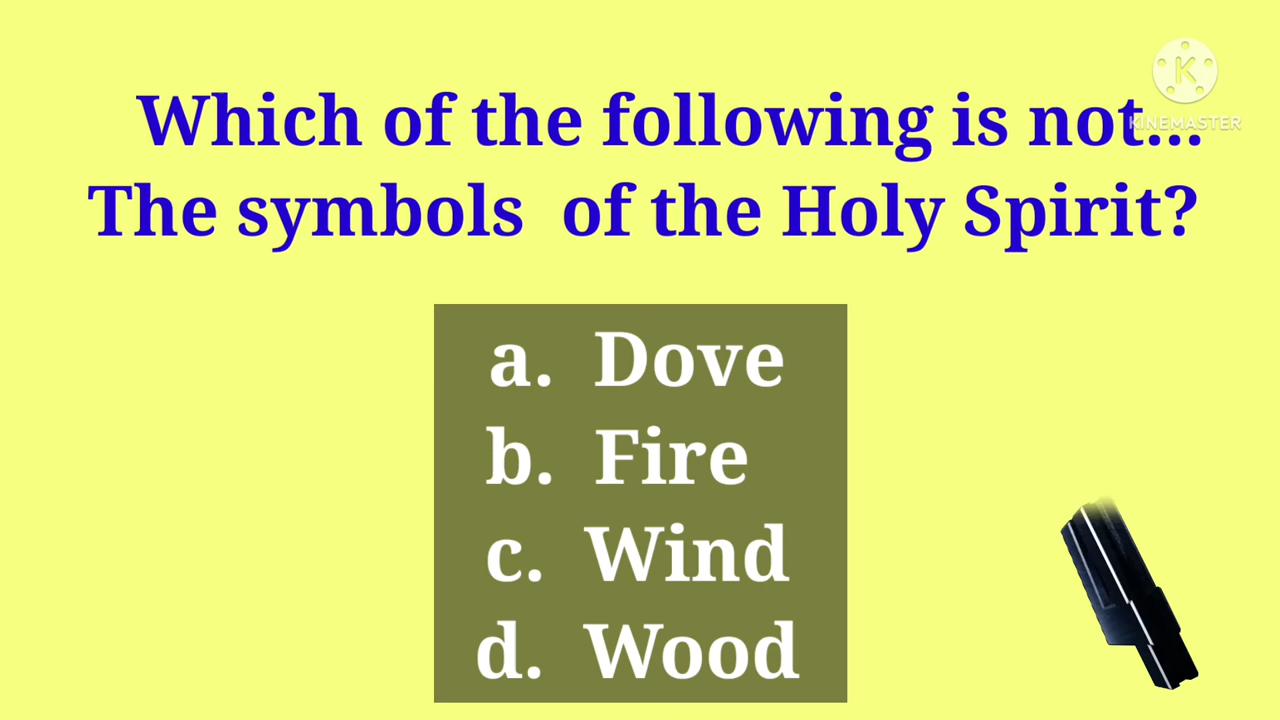 Which of the following is not...
KINEMASTER
The symbols of the Holy Spirit?
a. Dove
b. Fire
c. Wind
d. Wood